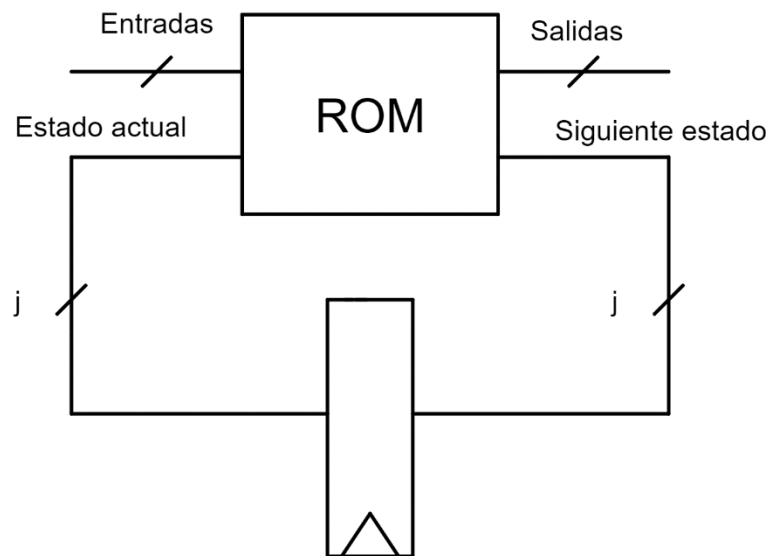 Entradas
Salidas
ROM
Estado actual
Siguiente estado
j
j